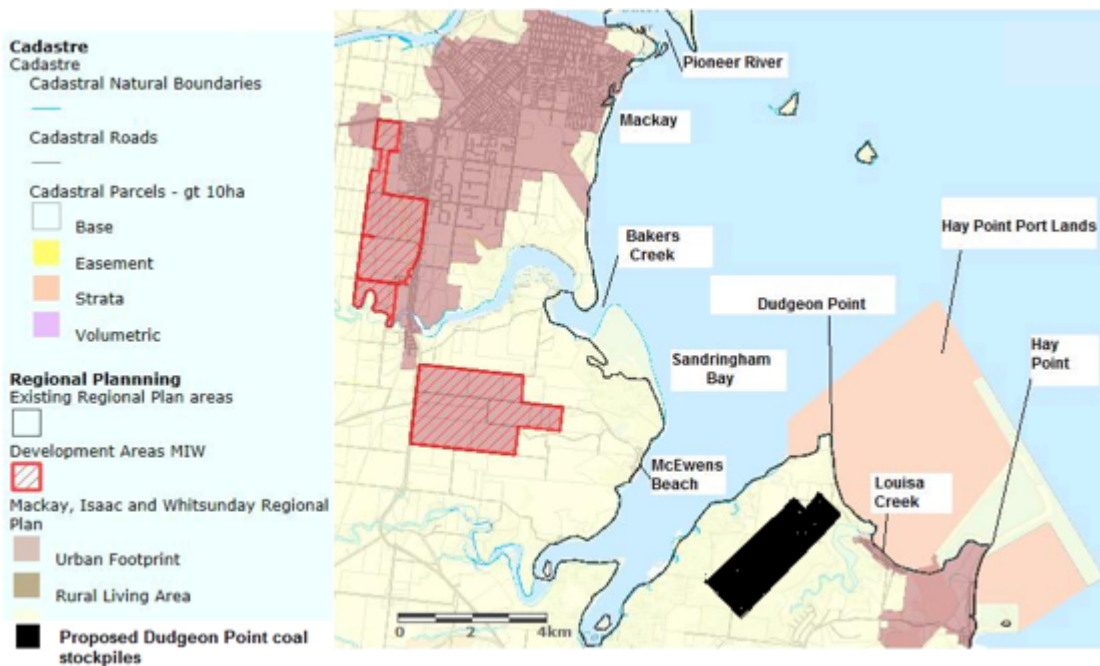 Cadastre
Cadastre
Cadastral Natural Boundaries
Cadastral Roads
Cadastral Parcels - gt 10ha
Base
Easement
Strata
Volumetric
Regional Plannning
Existing Regional Plan areas
Development Areas MIW
Mackay, Isaac and Whitsunday Regional
Plan
Urban Footprint
Rural Living Area
Proposed Dudgeon Point coal
stockpiles
Pioneer River
Mackay
Bakers
Creek
Hay Point Port Lands
Dudgeon Point
Hay
Point
Sandringham
Bay
McEwens
Beach
Louisa
Creek
0 2 4km